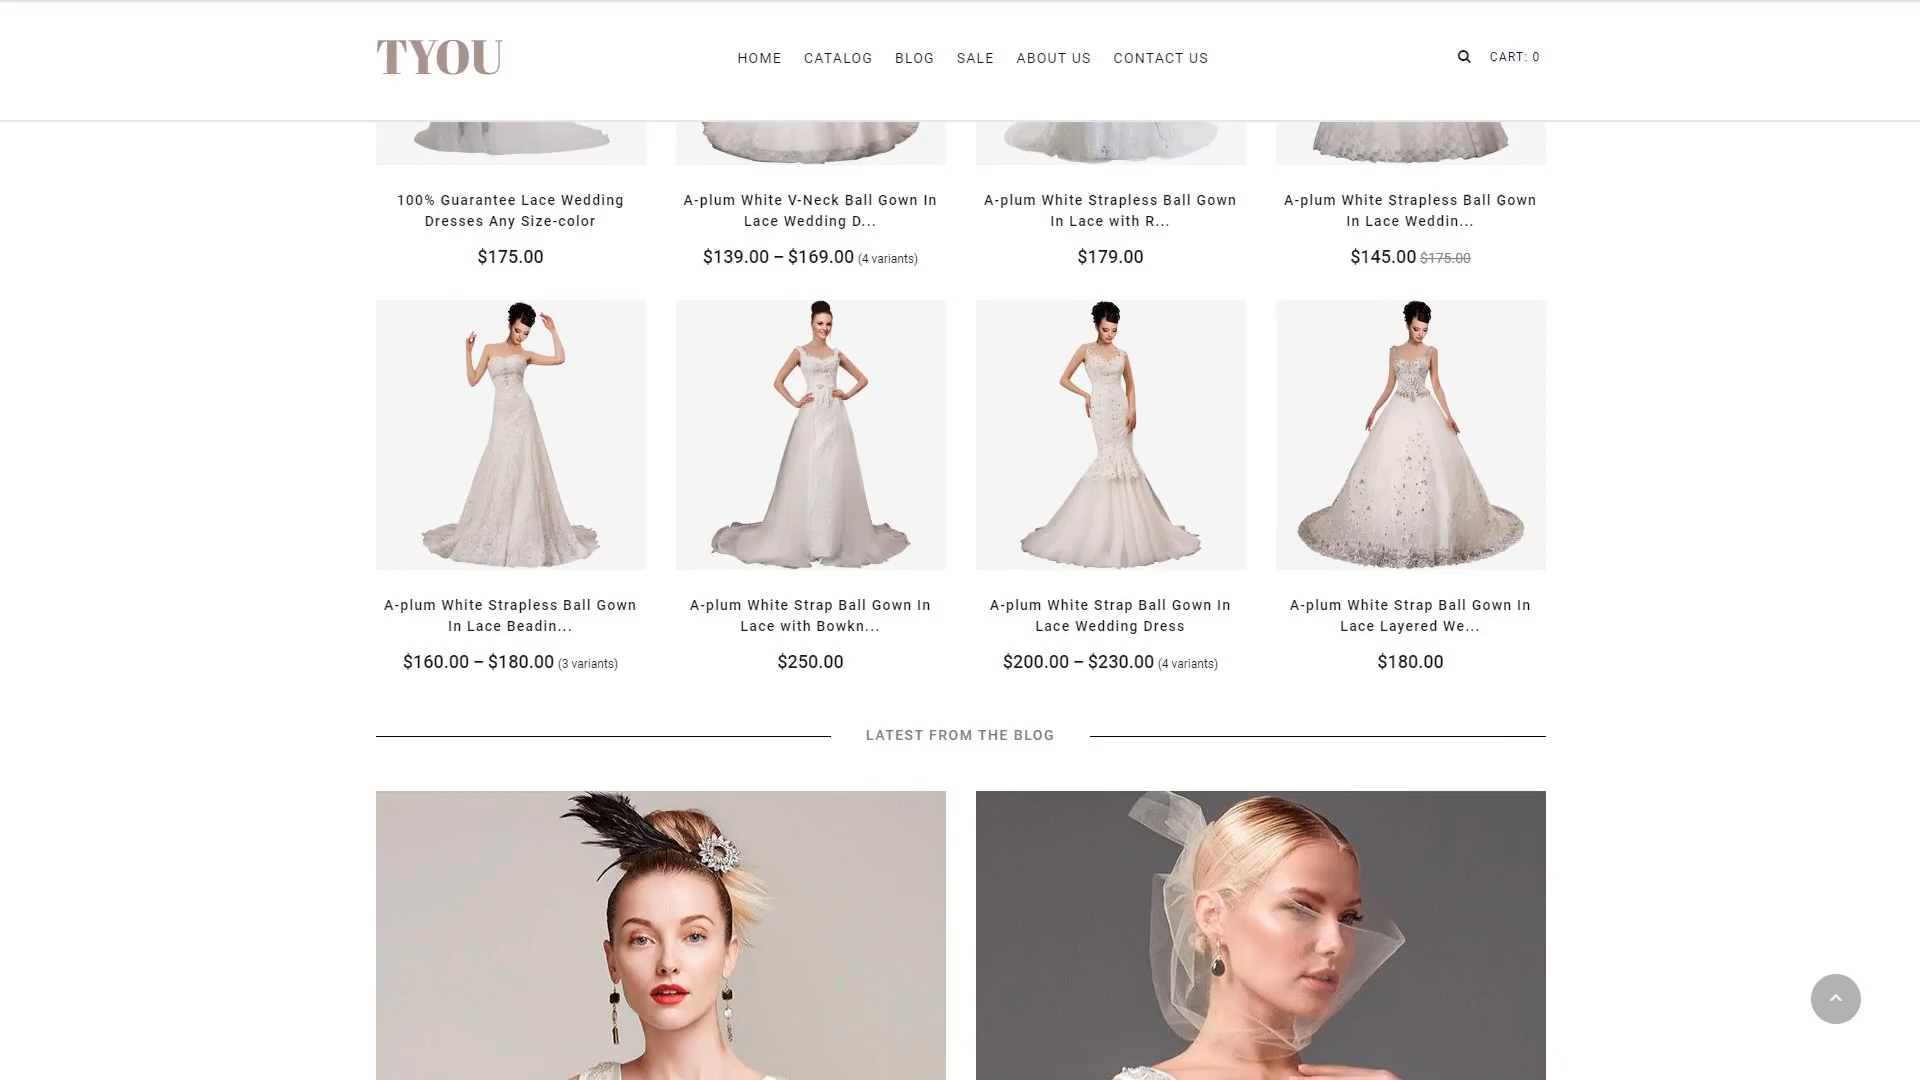 TYOU
HOME CATALOG BLOG SALE ABOUT US CONTACT US
CART: 0
100% Guarantee Lace Wedding
Dresses Any Size-color
$175.00
A-plum White V-Neck Ball Gown In
Lace Wedding D...
$139.00 – $169.00 (4 variants)
A-plum White Strapless Ball Gown
In Lace with R...
$179.00
A-plum White Strapless Ball Gown
In Lace Weddin...
$145.00 $175.00
A-plum White Strapless Ball Gown
In Lace Beadin...
$160.00 – $180.00 (3 variants)
A-plum White Strap Ball Gown In
Lace with Bowkn...
$250.00
A-plum White Strap Ball Gown In
Lace Wedding Dress
$200.00 – $230.00 (4 variants)
A-plum White Strap Ball Gown In
Lace Layered We...
$180.00
LATEST FROM THE BLOG